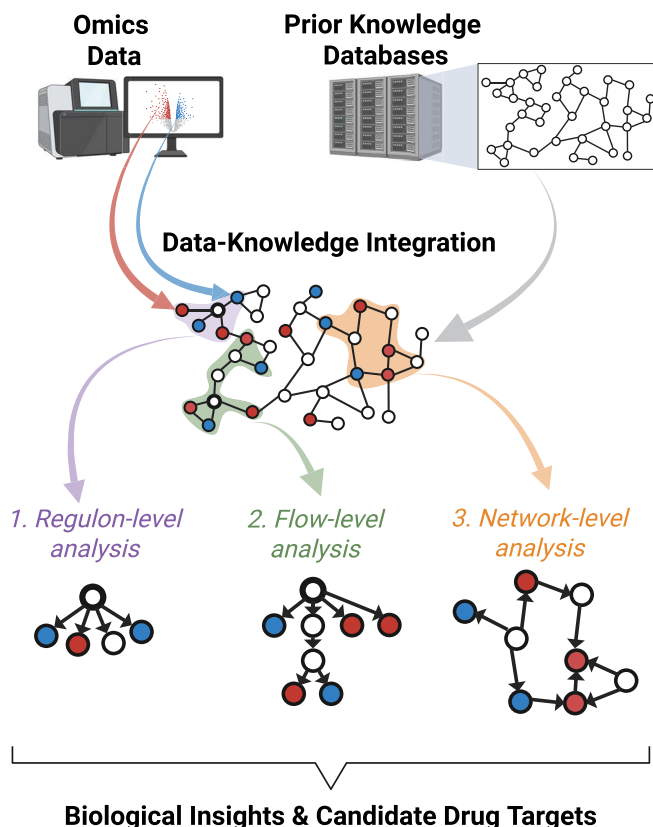 Omics
Data
Prior Knowledge
Databases
Data-Knowledge Integration
1. Regulon-level
analysis
2. Flow-level
analysis
3. Network-level
analysis
Biological Insights & Candidate Drug Targets